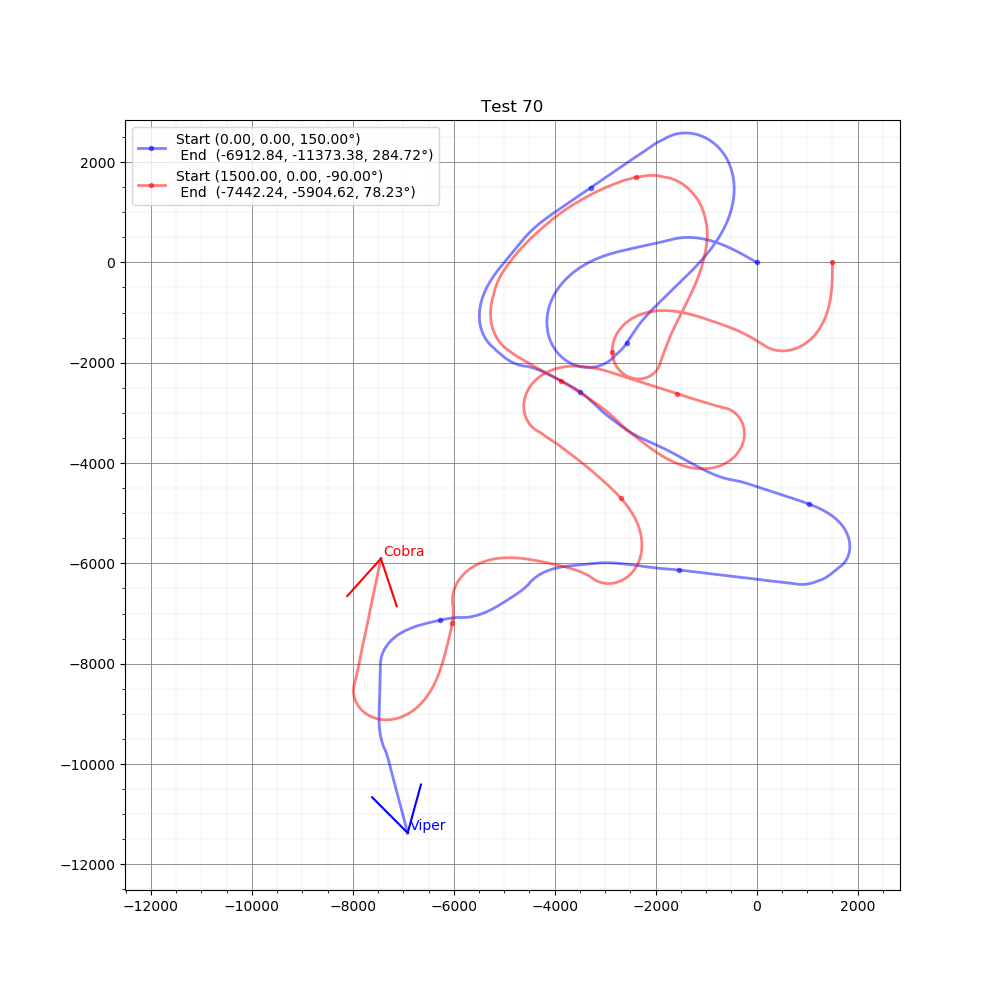 Test 70
Start (0.00, 0.00, 150.00°)
End (-6912.84, -11373.38, 284.72°)
Start (1500.00, 0.00, -90.00°)
End (-7442.24, -5904.62, 78.23°)
2000
0
−2000
−4000
−6000
−8000
−10000
−12000
Cobra
Viper
−12000 −10000 −8000 −6000 −4000 −2000 0 2000